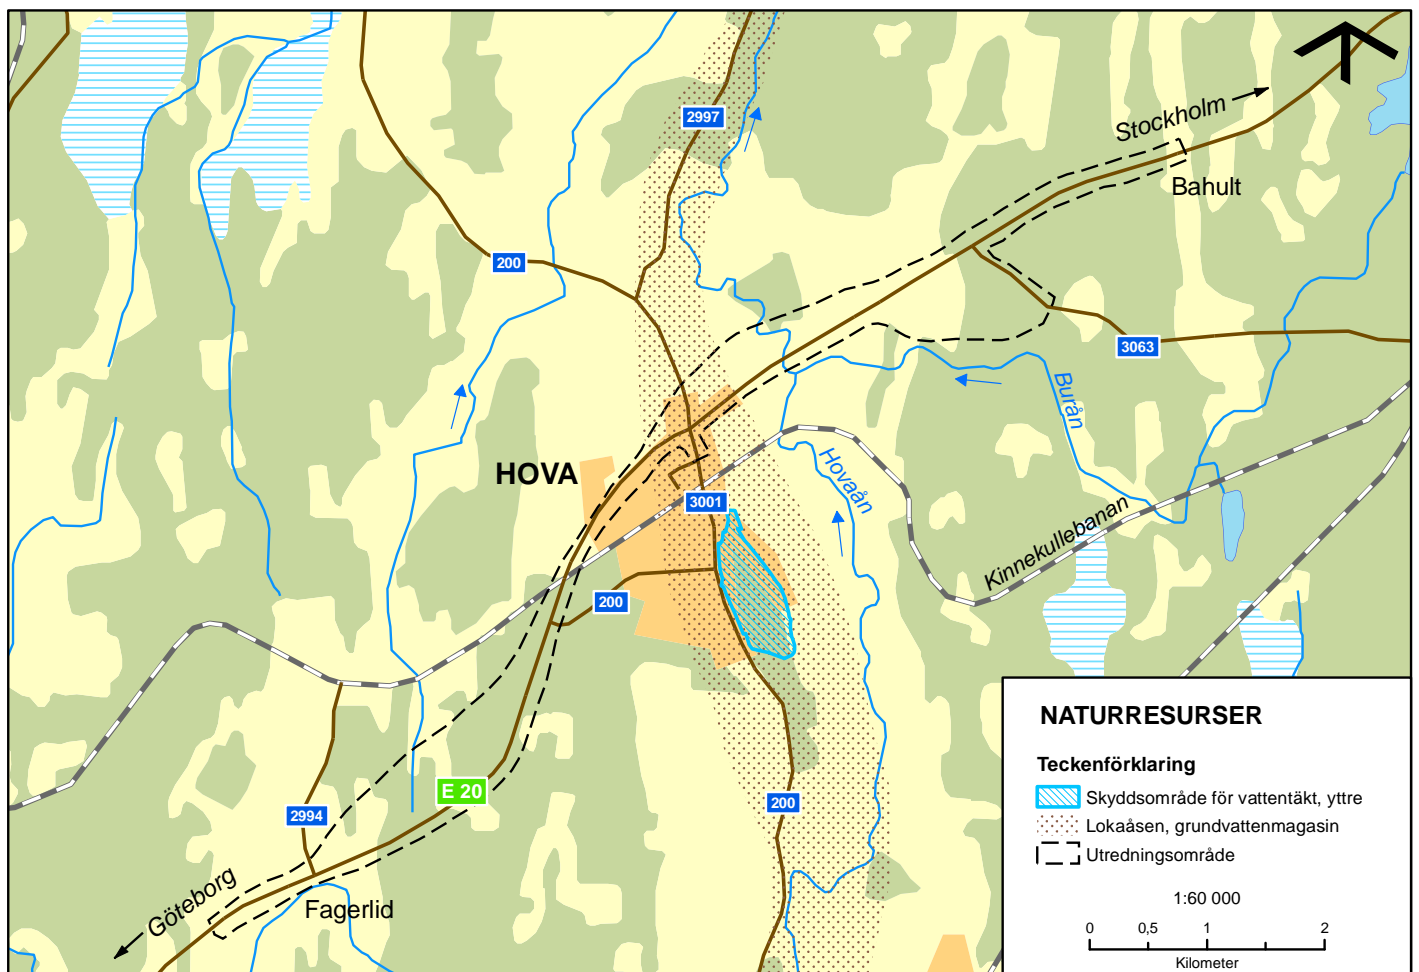 2997
Stockholm
Bahult
200
3063
Burån
HOVA
Hovaån
3001
Kinnekullebanan
200
E 20
2994
200
Göteborg
Fagerlid
NATURRESURSER
Teckenförklaring
Skyddsområde för vattentäkt, yttre
Lokaåsen, grundvattenmagasin
Utredningsområde
1:60 000
0 0,5 1 2
Kilometer